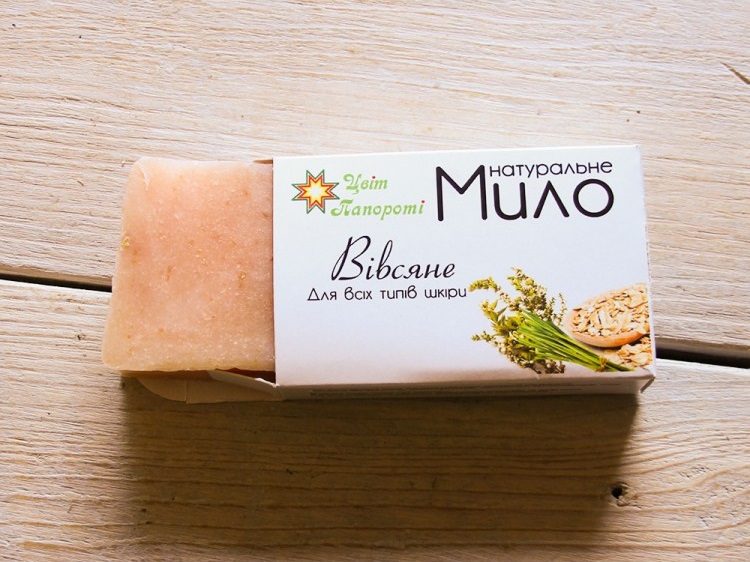 Цвіт
Папороті
натуральне
Мило
Вівсяне
Для всіх типів шкіри